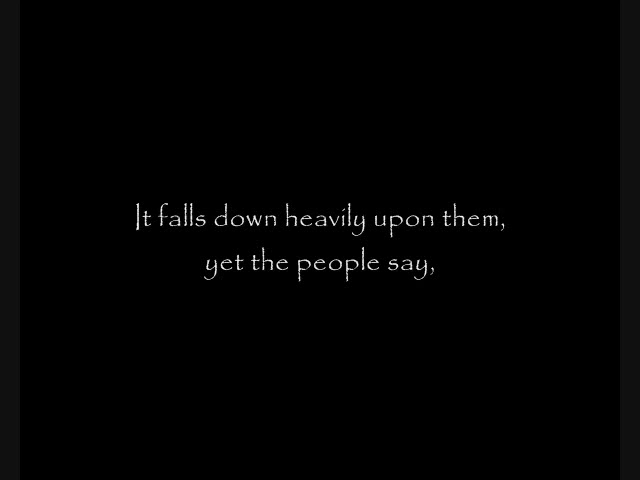 It falls down heavily upon them,
yet the people say,